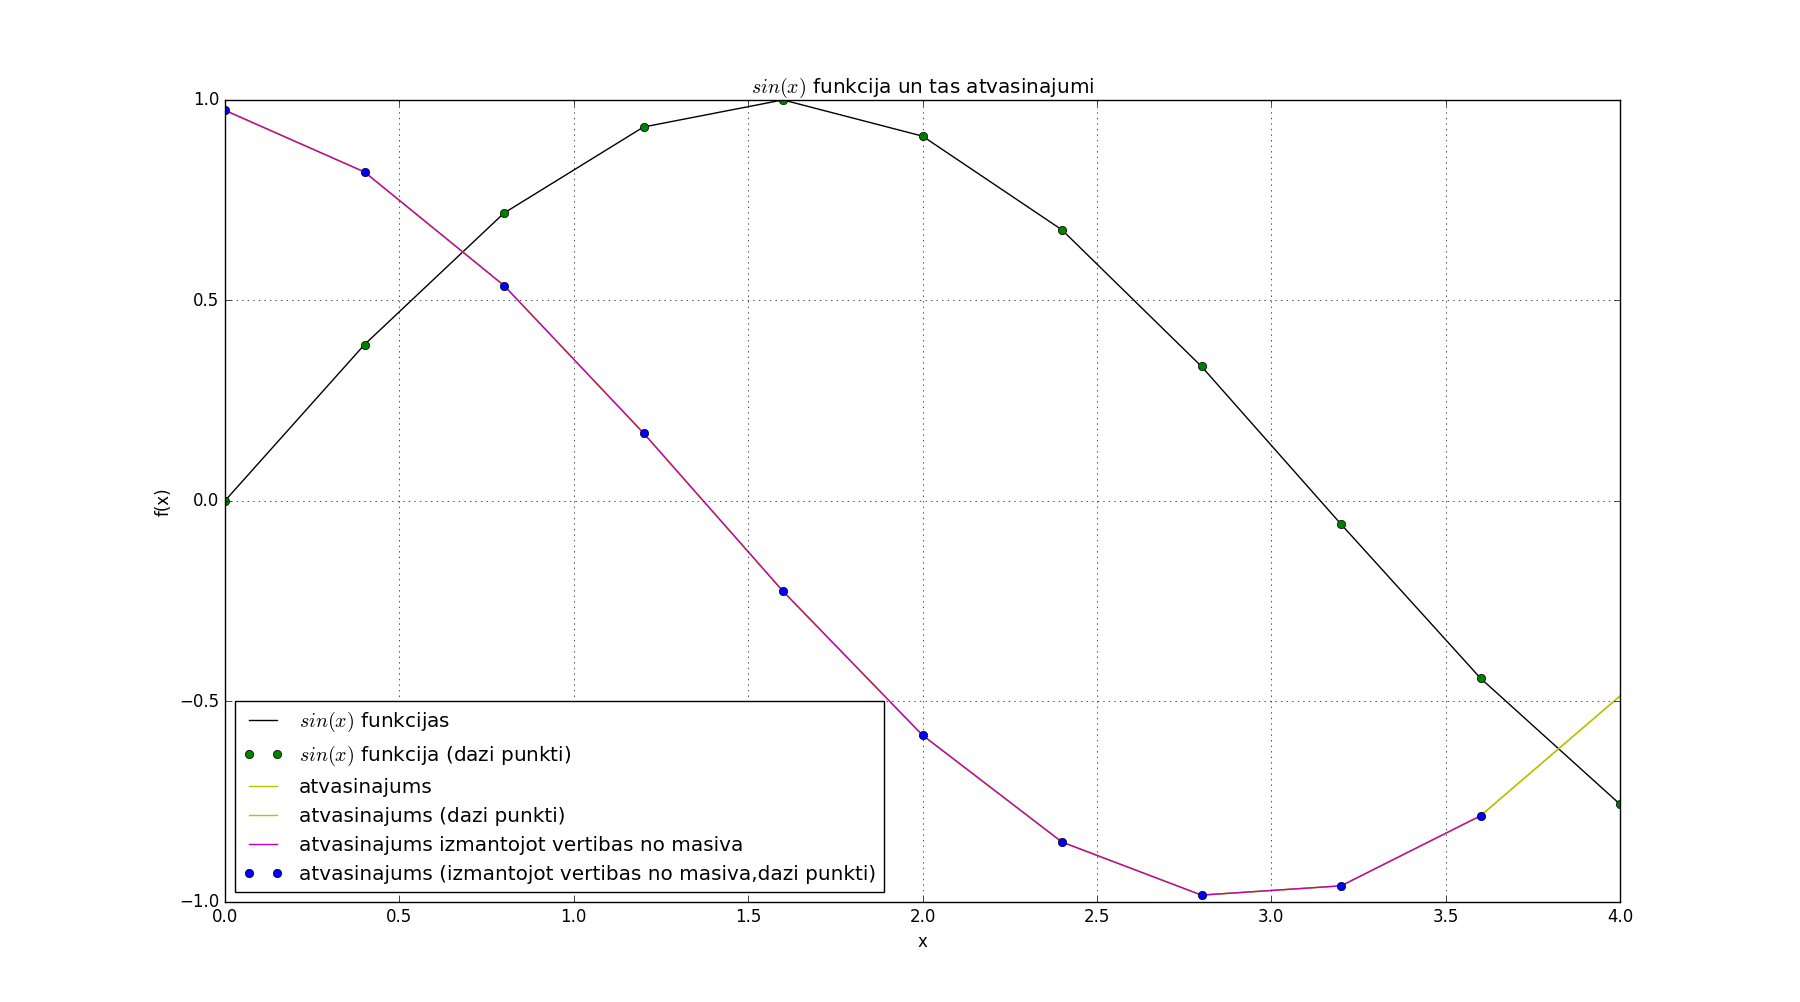 sin(x) funkcija un tas atvasinajumi
1.0
0.5
0.0
−0.5
−1.0
f(x)
sin(x) funkcijas
sin(x) funkcija (dazi punkti)
atvasinajums
atvasinajums (dazi punkti)
atvasinajums izmantojot vertibas no masiva
atvasinajums (izmantojot vertibas no masiva,dazi punkti)
0.0 0.5 1.0 1.5 2.0 2.5 3.0 3.5 4.0
x